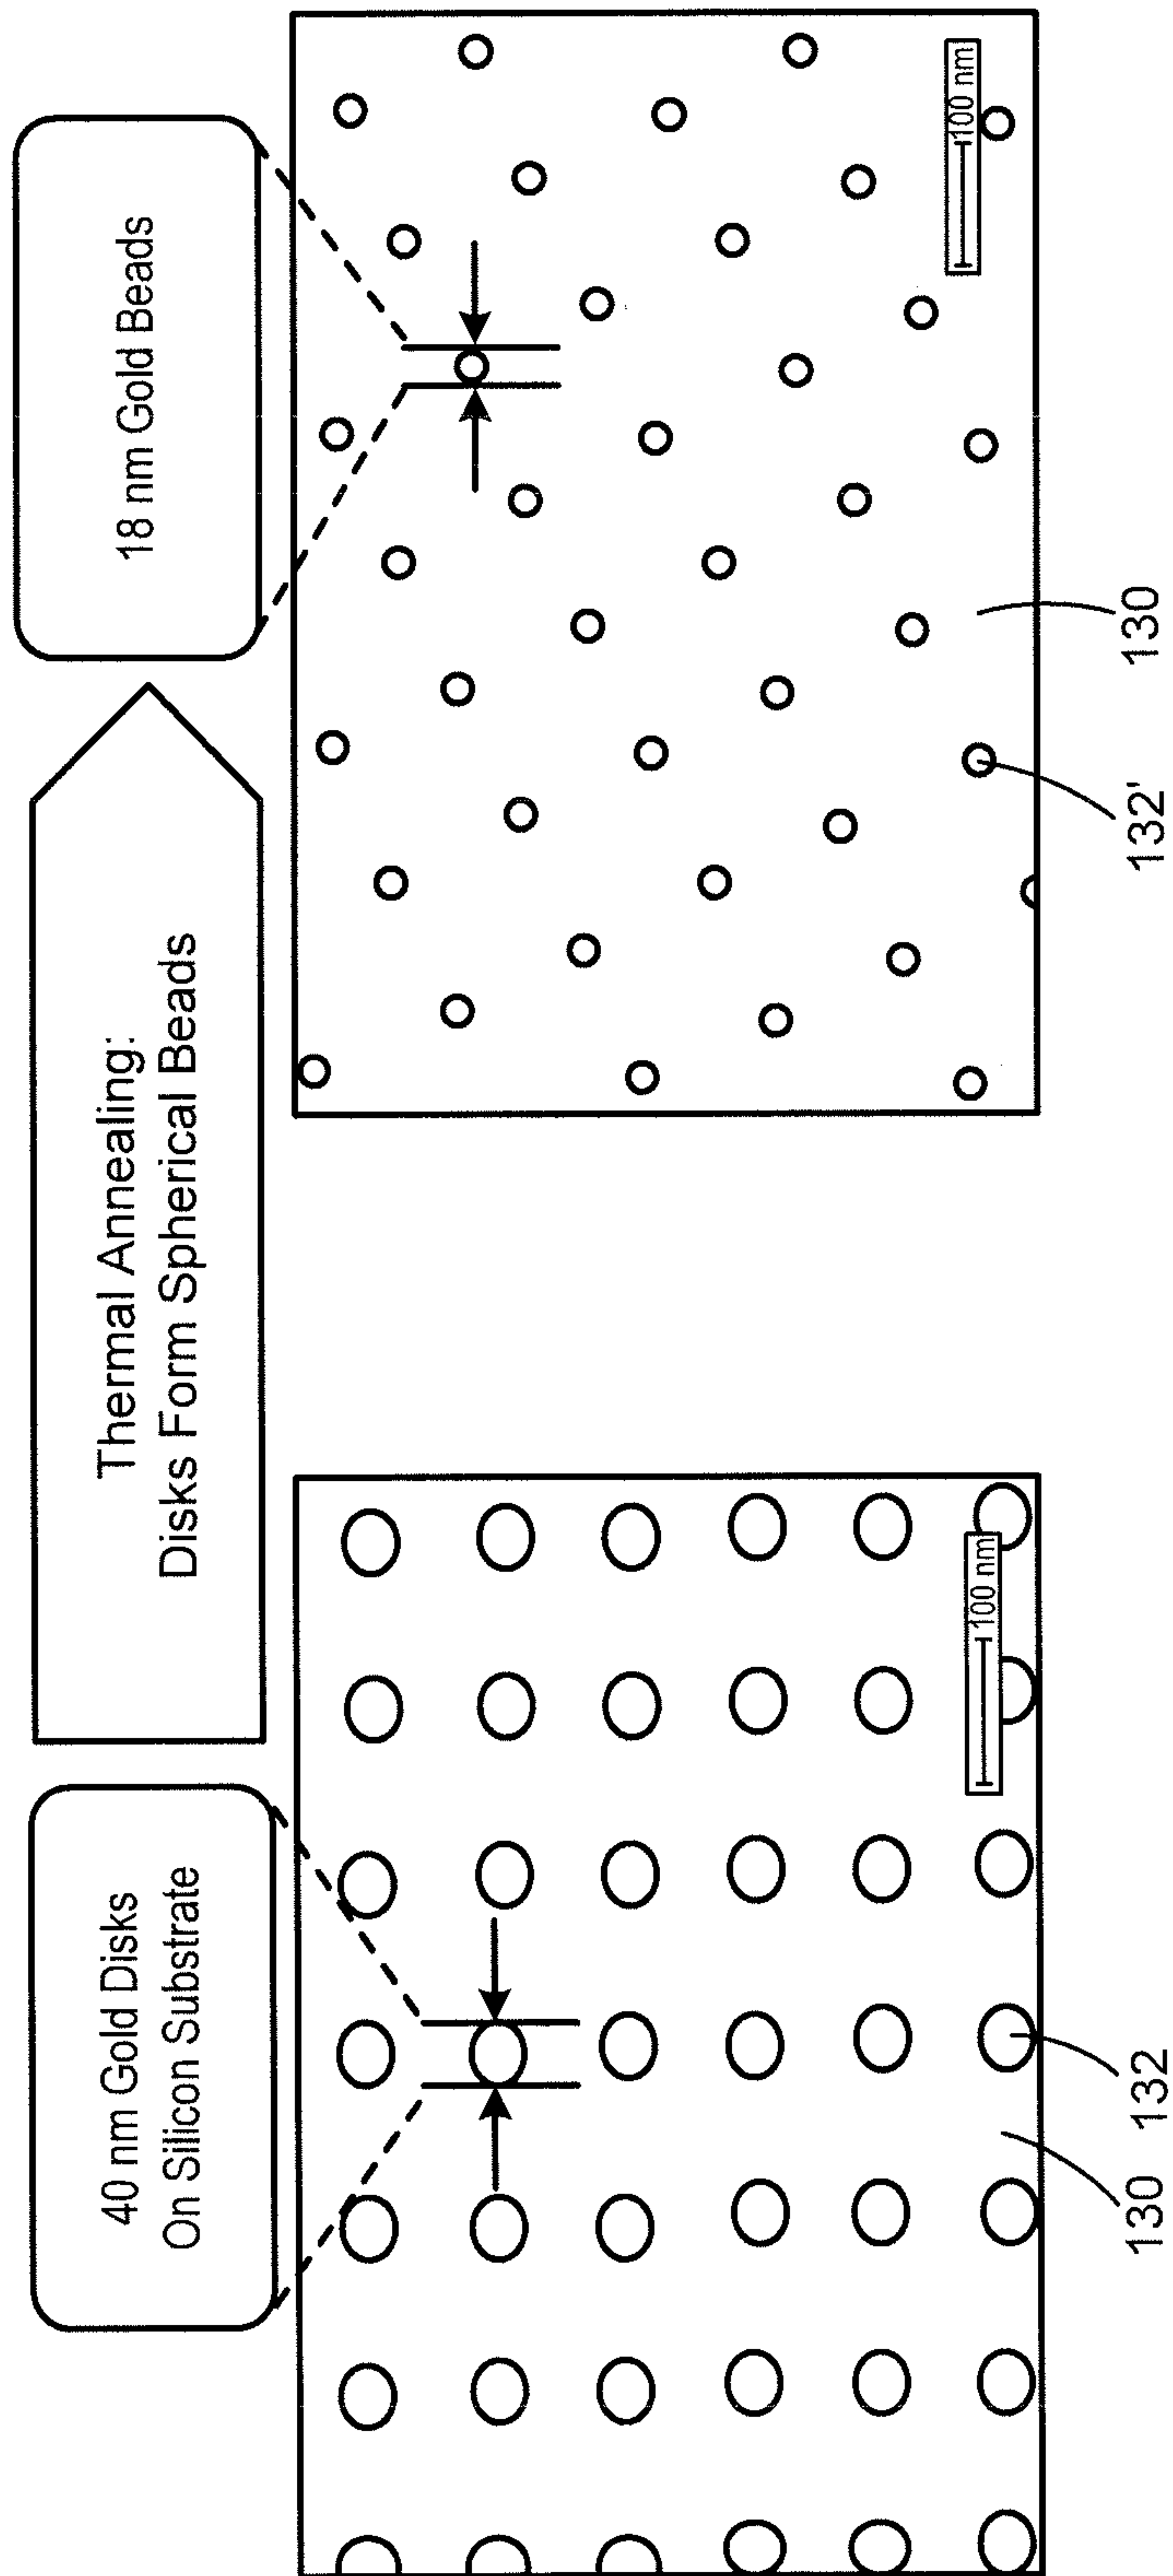 40 nm Gold Disks
On Silicon Substrate
Thermal Annealing:
Disks Form Spherical Beads
18 nm Gold Beads
100 nm
100 nm
130
132
132'
130